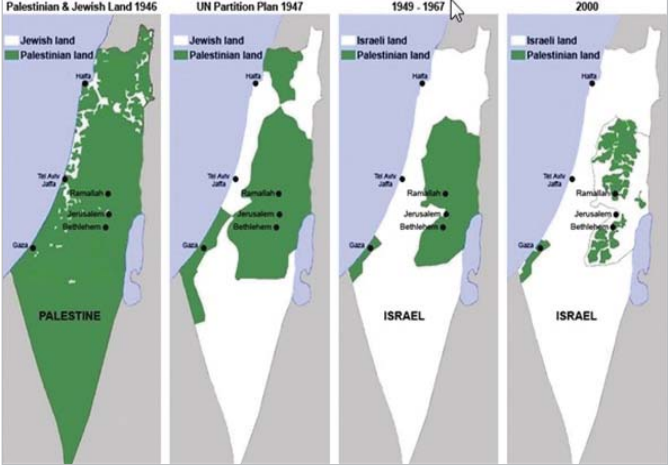 Palestinian & Jewish Land 1946
Jewish land
Palestinian land
Haifa
Tel Aviv
Jaffa
Ramallah
Jerusalem
Bethlehem
Gaza
PALESTINE
UN Partition Plan 1947
Jewish land
Palestinian land
Haifa
Tel Aviv
Jaffa
Ramallah
Jerusalem
Bethlehem
Gaza
1949 - 1967
Israeli land
Palestinian land
Haifa
Tel Aviv
Jaffa
Ramallah
Jerusalem
Bethlehem
Gaza
ISRAEL
2000
Israeli land
Palestinian land
Haifa
Tel Aviv
Jaffa
Ramallah
Jerusalem
Bethlehem
Gaza
ISRAEL